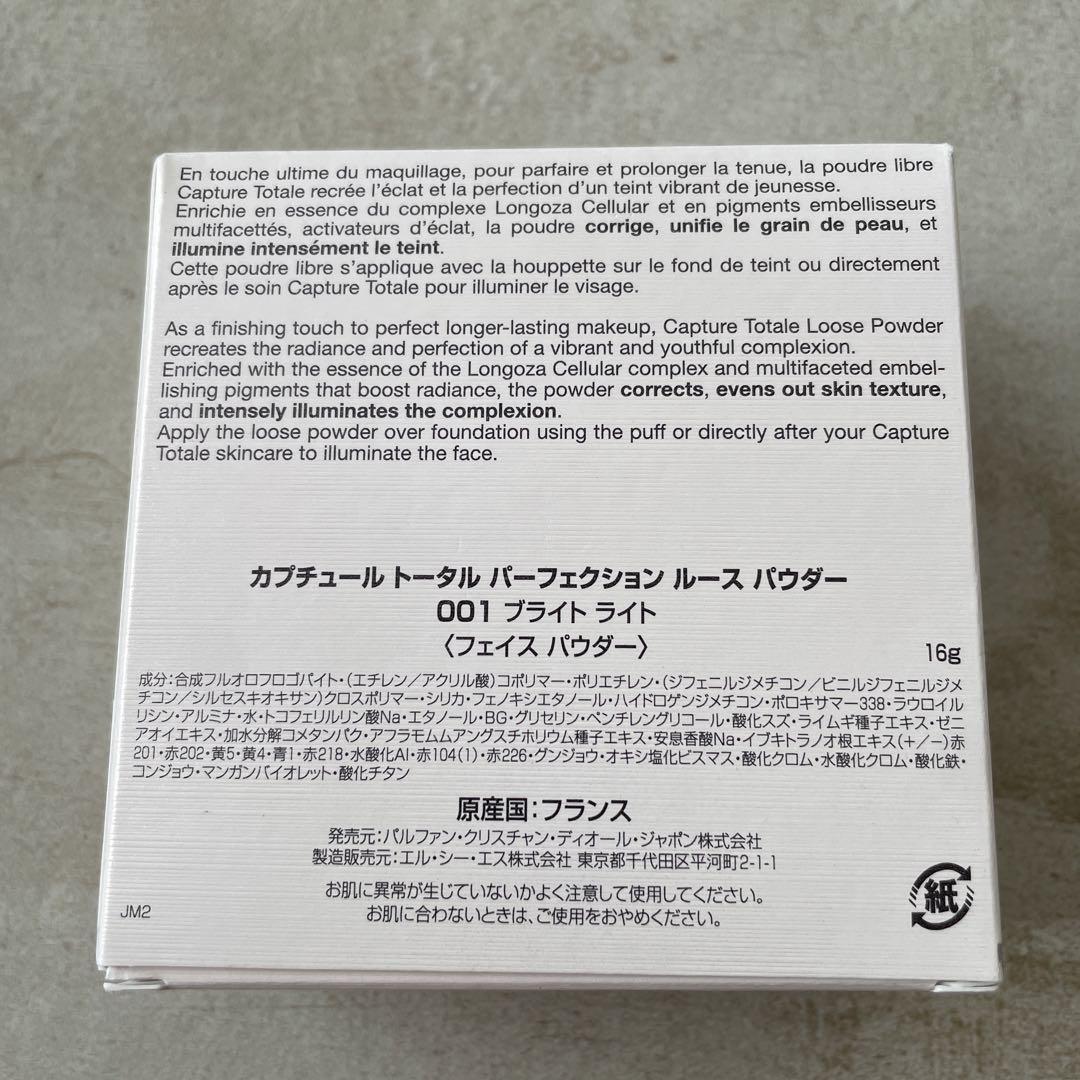 En touche ultime du maquillage, pour parfaire et prolonger la tenue, la poudre libre
Capture Totale recrée l'éclat et la perfection d'un teint vibrant de jeunesse.
Enrichie en essence du complexe Longoza Cellular et en pigments embellisseurs
multifacettés, activateurs d'éclat, la poudre corrige, unifie le grain de peau, et
illumine intensément le teint.
Cette poudre libre s'applique avec la houppette sur le fond de teint ou directement
après le soin Capture Totale pour illuminer le visage.
As a finishing touch to perfect longer-lasting makeup, Capture Totale Loose Powder
recreates the radiance and perfection of a vibrant and youthful complexion.
Enriched with the essence of the Longoza Cellular complex and multifaceted embel-
lishing pigments that boost radiance, the powder corrects, evens out skin texture,
and intensely illuminates the complexion.
Apply the loose powder over foundation using the puff or directly after your Capture
Totale skincare to illuminate the face.
カプチュール トータル パーフェクション ルース パウダー
001 ブライト ライト
〈フェイス パウダー〉
16g
成分:合成フルオロフロゴパイト・(エチレン/アクリル酸)コポリマー・ポリエチレン・(ジフェニルジメチコン/ビニルジフェニルジメ
チコン/シルセスキオキサン)クロスポリマー・シリカ・フェノキシエタノール・ハイドロゲンジメチコン・ポロキサマー338・ラウロイル
リシン・アルミナ・水・トコフェリルリン酸Na・エタノール・BG・グリセリン・ペンチレングリコール・酸化スズ・ライムギ種子エキス・ゼニ
アオイエキス・加水分解コメタンパク・アフラモムムアングスチホリウム種子エキス・安息香酸Na・イブキトラノオ根エキス(+/-)赤
201・赤202・黄5・黄4・青1・赤218・水酸化Al・赤104(1)・赤226・グンジョウ・オキシ塩化ビスマス・酸化クロム・水酸化クロム・酸化鉄・
コンジョウ・マンガンバイオレット・酸化チタン
原産国:フランス
発売元:パルファン・クリスチャン・ディオール・ジャポン株式会社
製造販売元:エル・シー・エス株式会社 東京都千代田区平河町2-1-1
お肌に異常が生じていないかよく注意して使用してください。
お肌に合わないときは、ご使用をおやめください。
JM2
紙